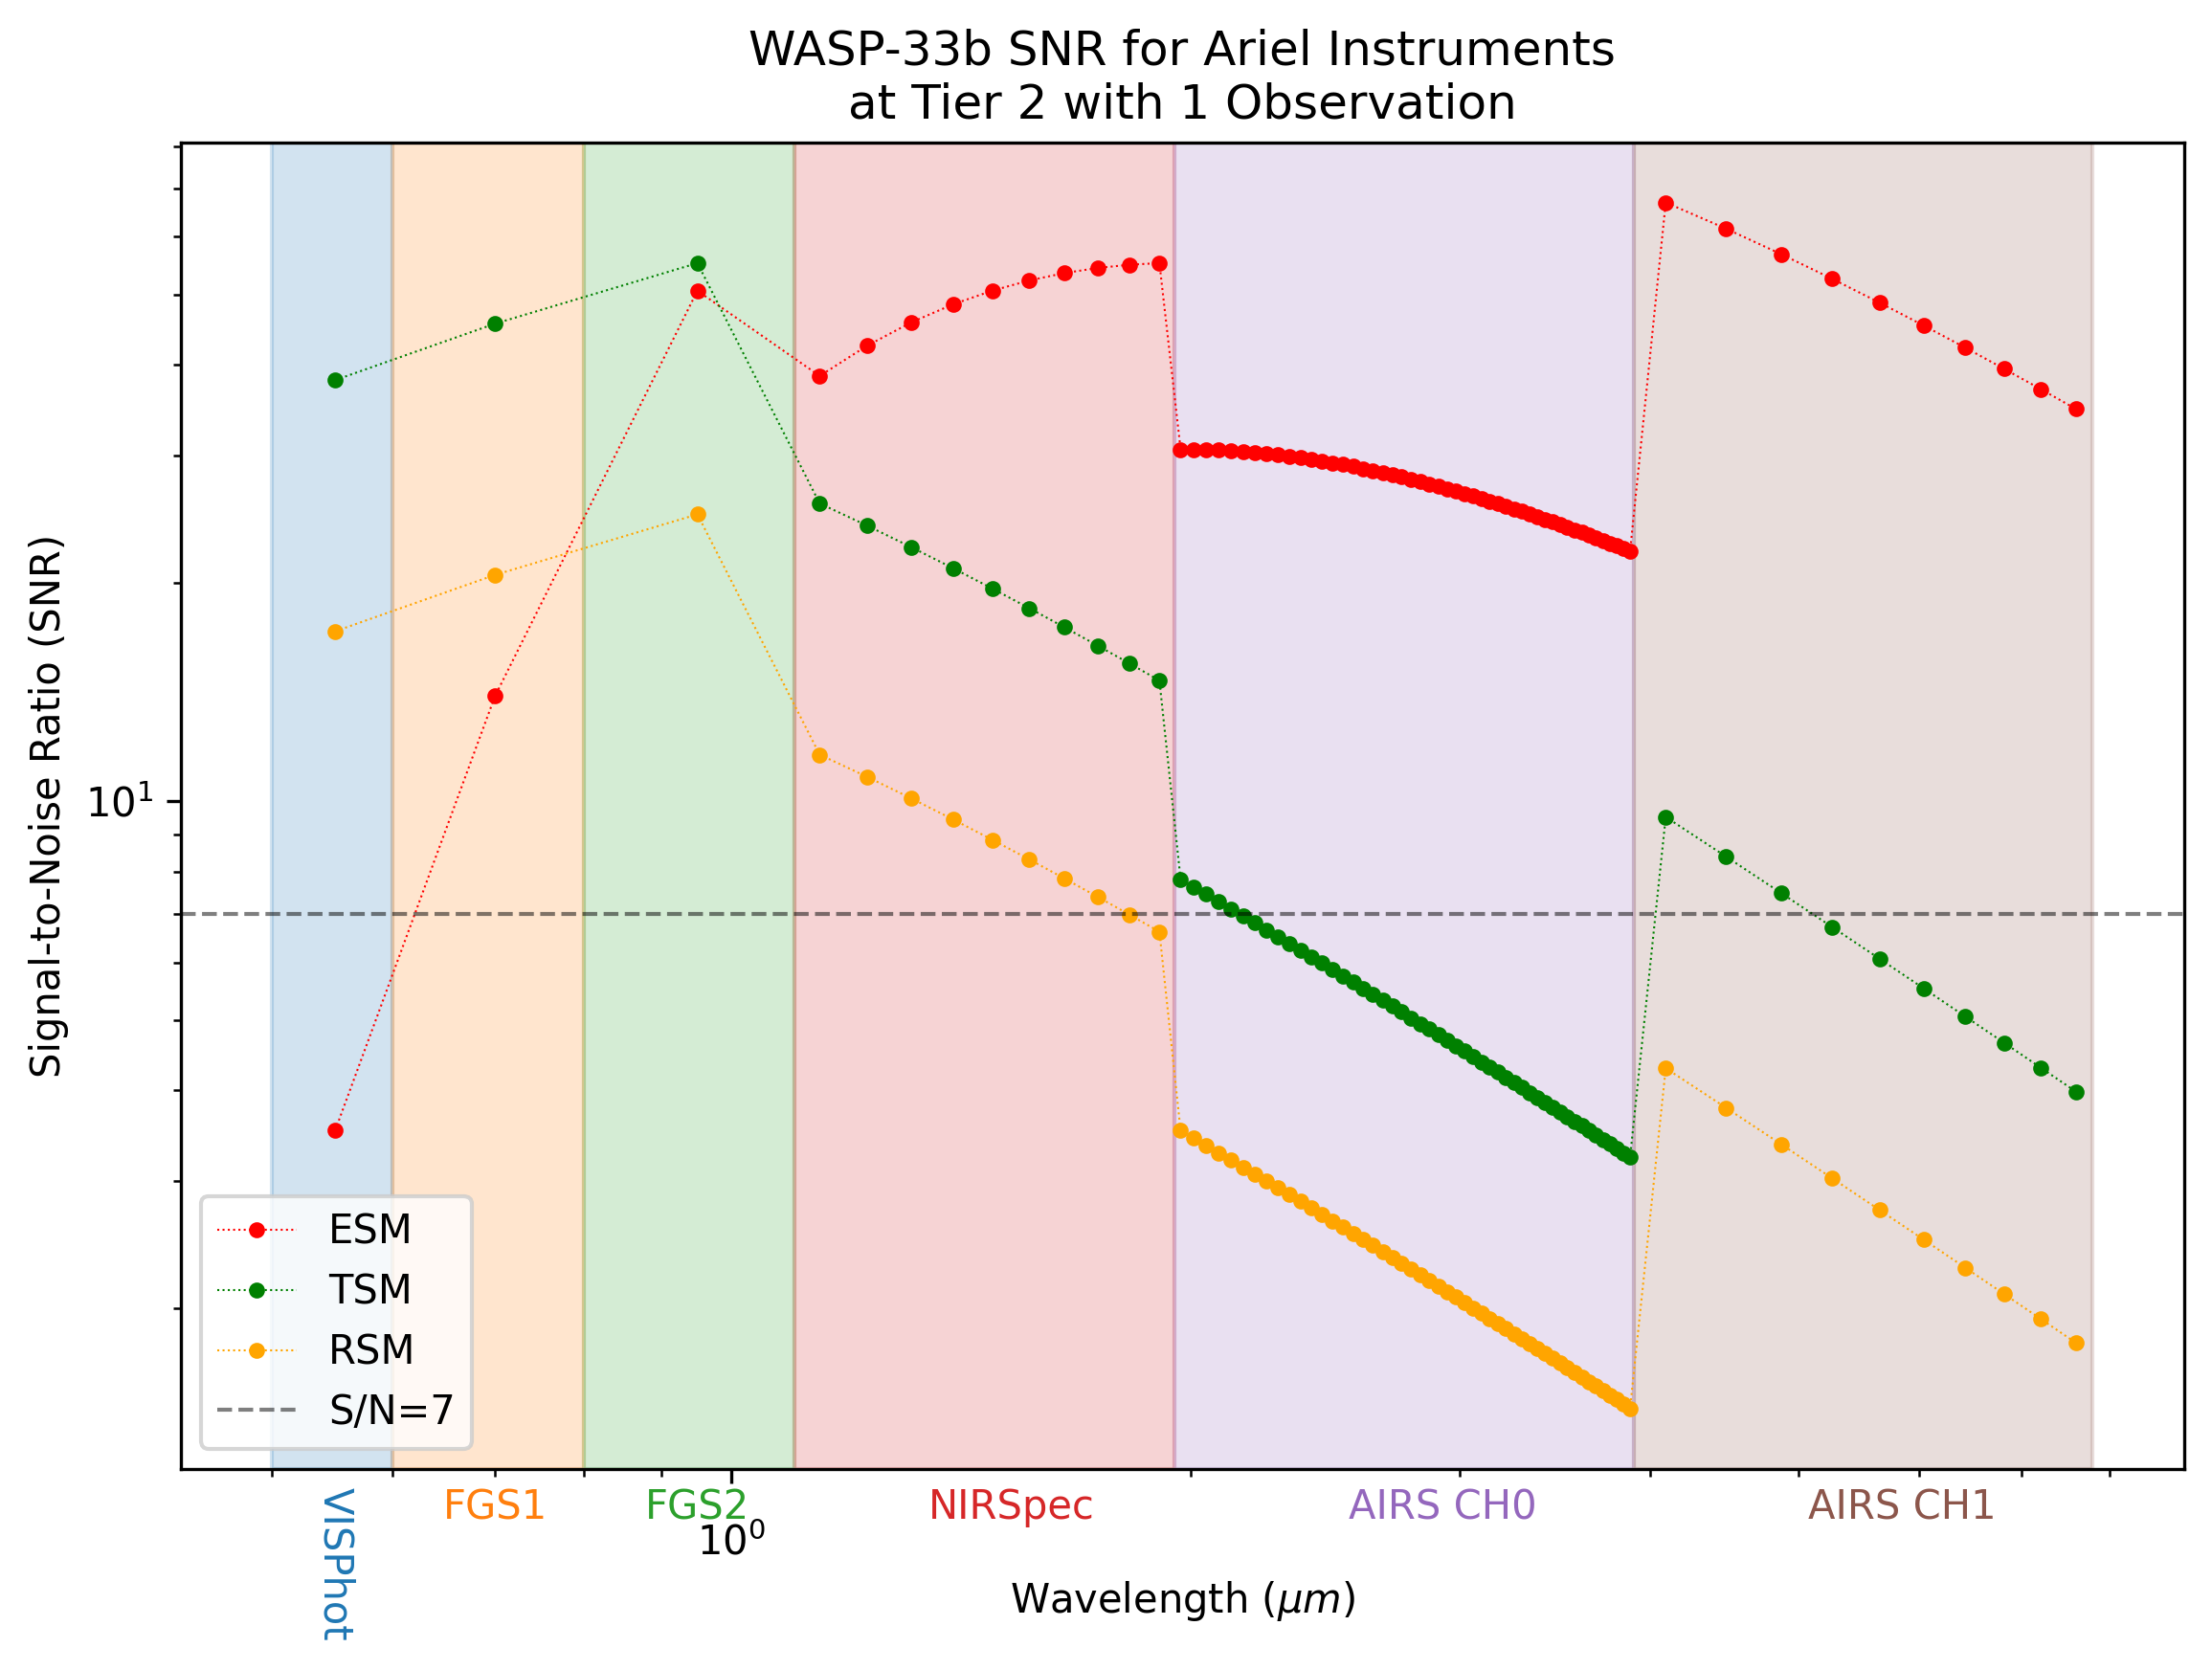 WASP-33b SNR for Ariel Instruments
at Tier 2 with 1 Observation
Signal-to-Noise Ratio (SNR)
10¹
ESM
TSM
RSM
S/N=7
VISPhot
FGS1
FGS2
NIRSpec
AIRS CH0
AIRS CH1
10⁰
Wavelength (μm)